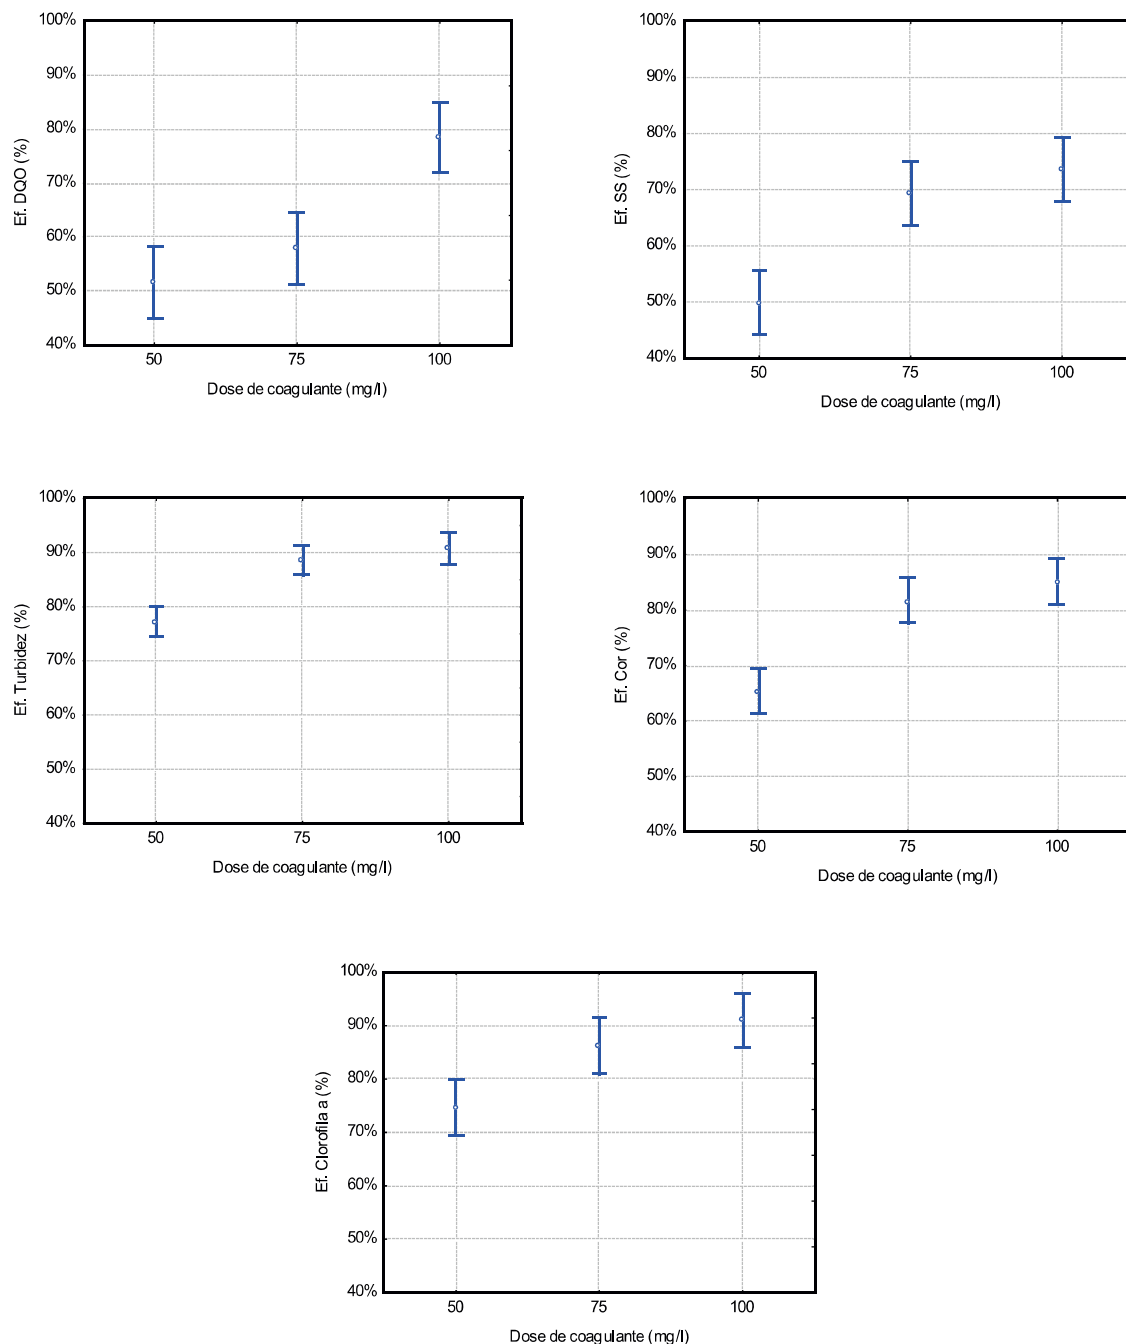 100%
90%
80%
70%
60%
50%
40%
Ef. DQO (%)
50 75 100
Dose de coagulante (mg/l)
100%
90%
80%
70%
60%
50%
40%
Ef. SS (%)
50 75 100
Dose de coagulante (mg/l)
100%
90%
80%
70%
60%
50%
40%
Ef. Turbidez (%)
50 75 100
Dose de coagulante (mg/l)
100%
90%
80%
70%
60%
50%
40%
Ef. Cor (%)
50 75 100
Dose de coagulante (mg/l)
100%
90%
80%
70%
60%
50%
40%
Ef. Clorofila a (%)
50 75 100
Dose de coagulante (mg/l)